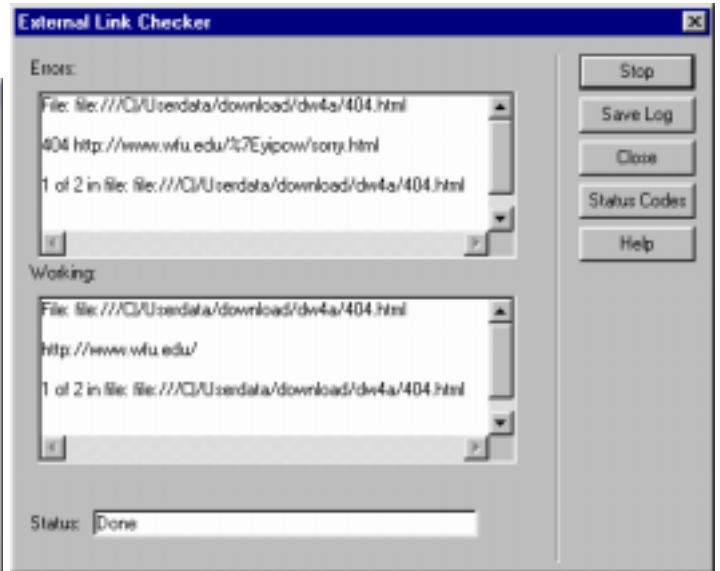 External Link Checker
Errors:
File: file:///C|/Userdata/download/dw4a/404.html
404 http://www.wfu.edu/%7Eyipcw/sorry.html
1 of 2 in file: file:///C|/Userdata/download/dw4a/404.html
Working:
File: file:///C|/Userdata/download/dw4a/404.html
http://www.wfu.edu/
1 of 2 in file: file:///C|/Userdata/download/dw4a/404.html
Status: Done
Stop
Save Log
Close
Status Codes
Help